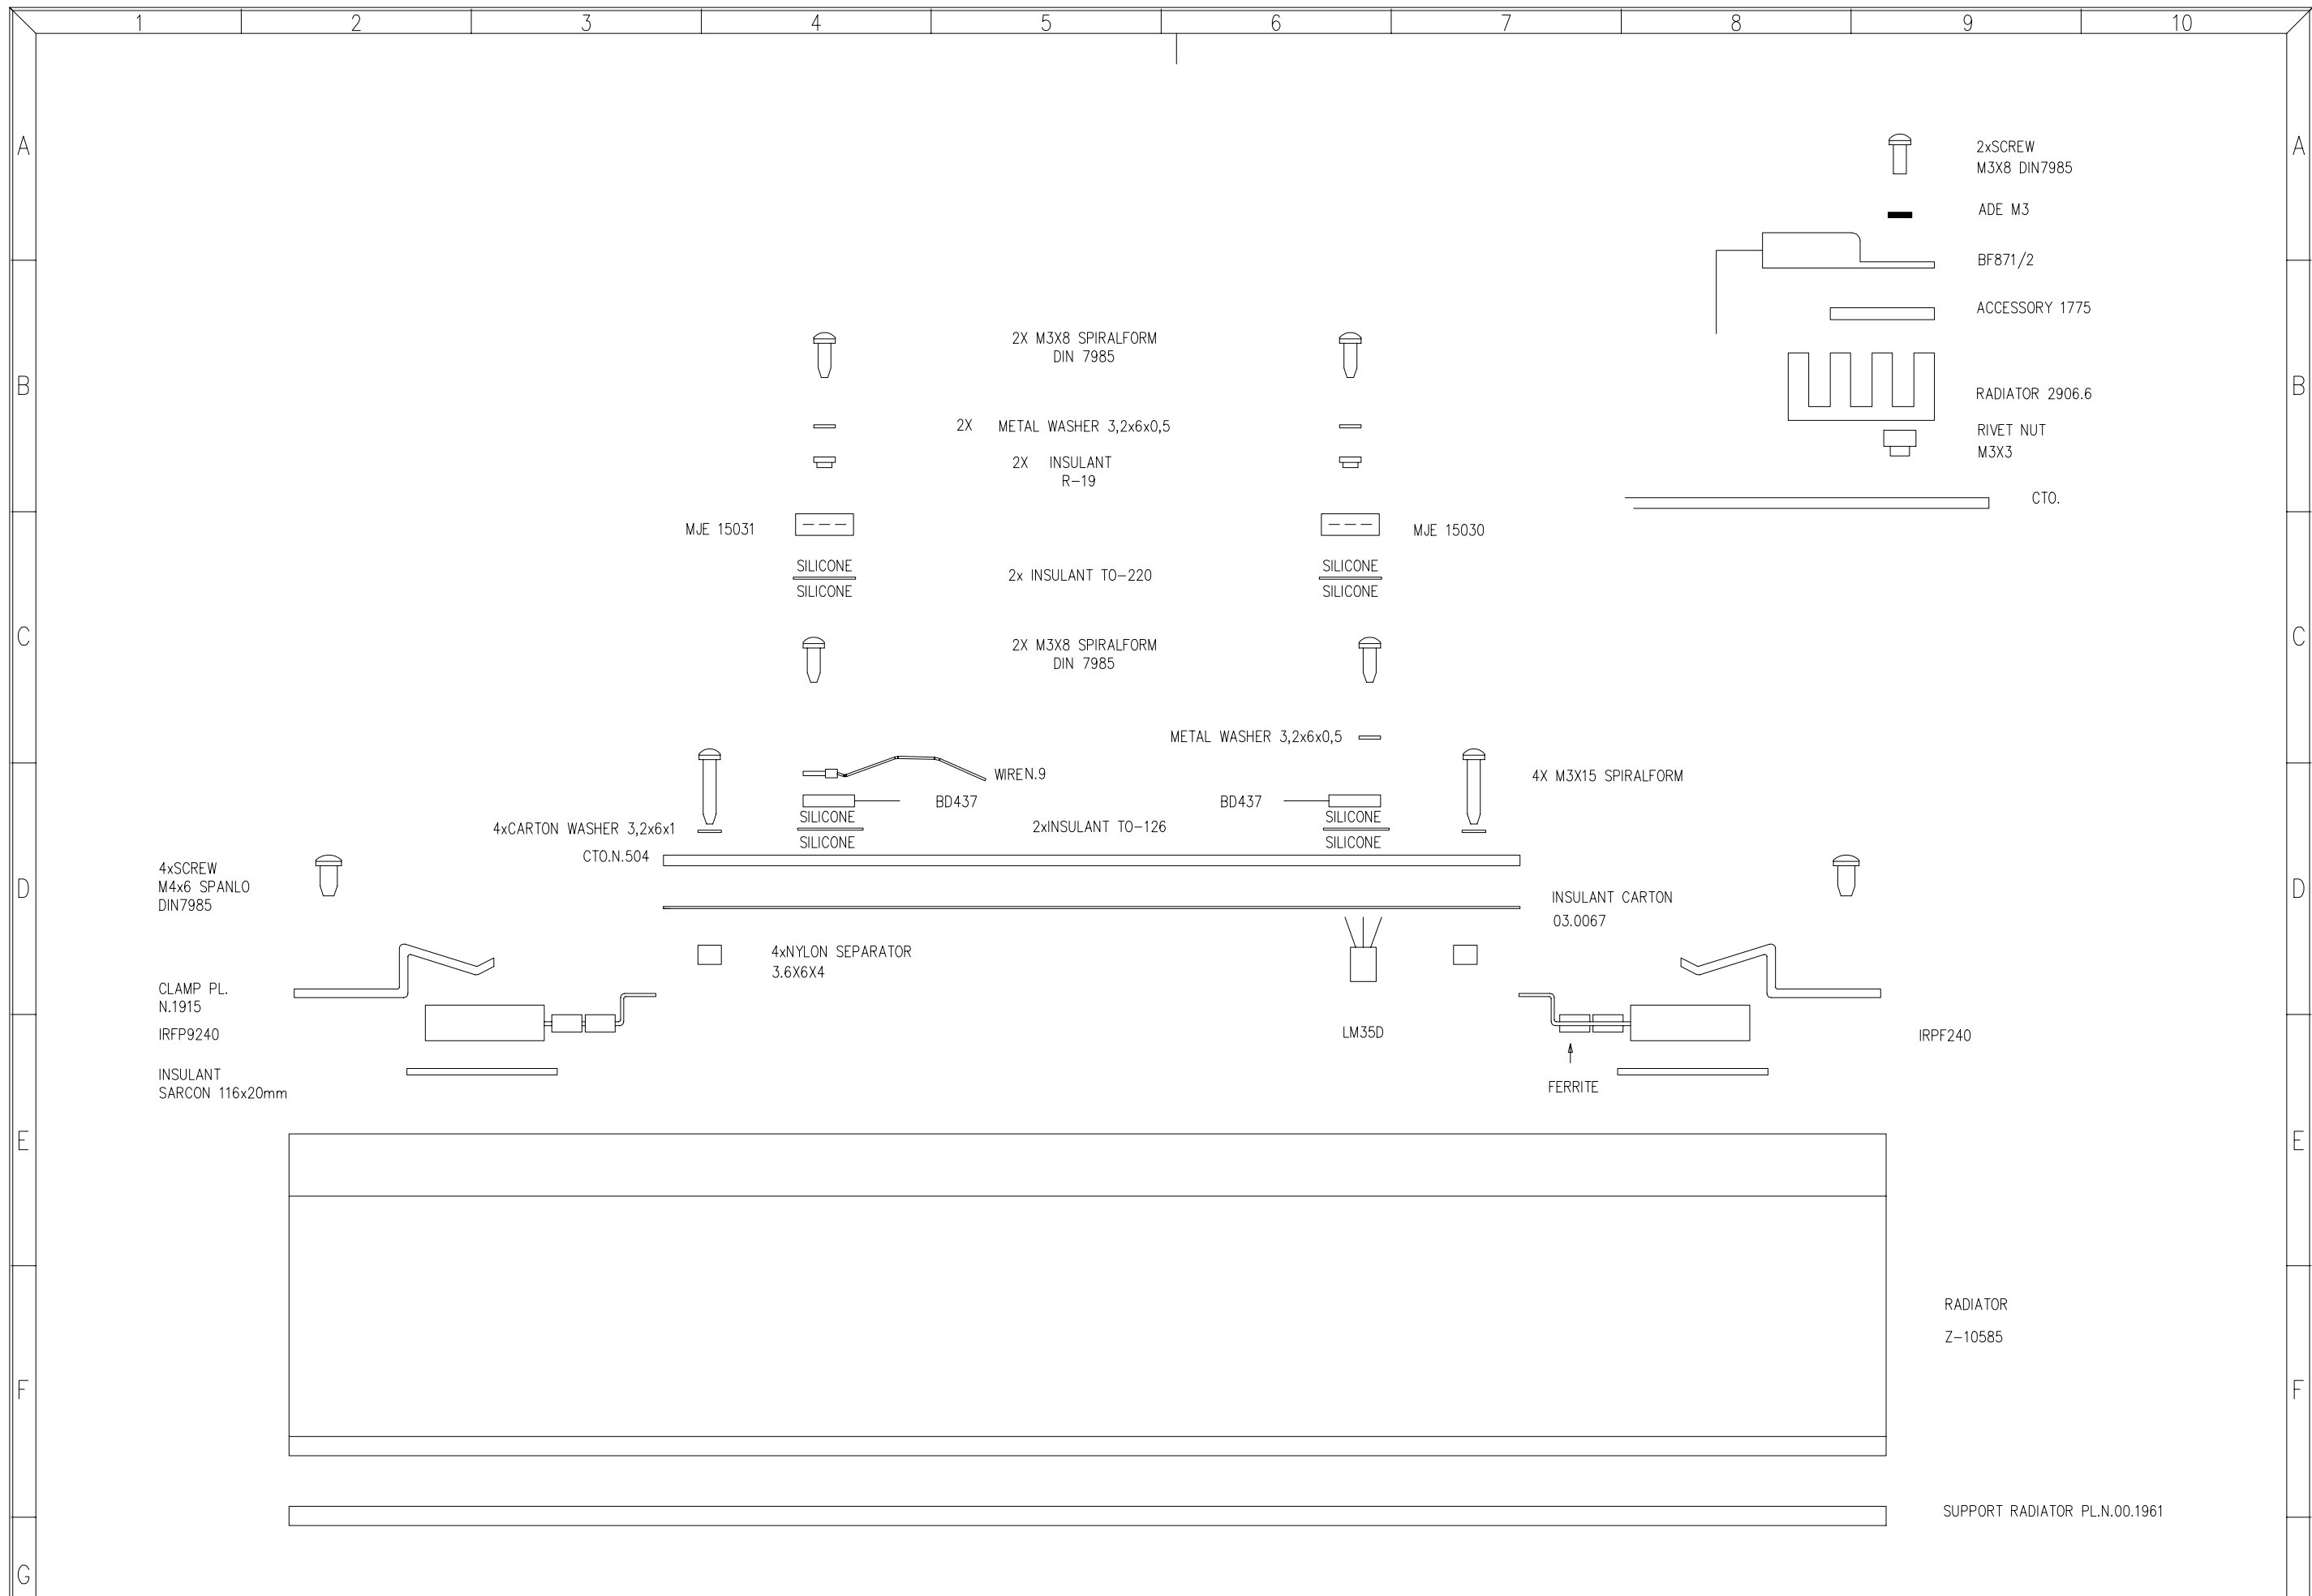 1 2 3 4 5 6 7 8 9 10
A A
2xSCREW
M3X8 DIN7985
ADE M3
BF871/2
ACCESSORY 1775
2X M3X8 SPIRALFORM
DIN 7985
B B
RADIATOR 2906.6
2X METAL WASHER 3,2x6x0,5
RIVET NUT
M3X3
2X INSULANT
R-19
CTO.
MJE 15031
MJE 15030
SILICONE
SILICONE
2x INSULANT TO-220
SILICONE
SILICONE
C C
2X M3X8 SPIRALFORM
DIN 7985
METAL WASHER 3,2x6x0,5
WIREN.9
4X M3X15 SPIRALFORM
BD437
BD437
SILICONE
SILICONE
4xCARTON WASHER 3,2x6x1
2xINSULANT TO-126
SILICONE
SILICONE
CTO.N.504
4xSCREW
M4x6 SPANLO
DIN7985
D D
INSULANT CARTON
03.0067
4xNYLON SEPARATOR
3.6X6X4
CLAMP PL.
N.1915
IRFP9240
LM35D
IRPF240
INSULANT
SARCON 116x20mm
FERRITE
E E
RADIATOR
Z-10585
F F
SUPPORT RADIATOR PL.N.00.1961
G